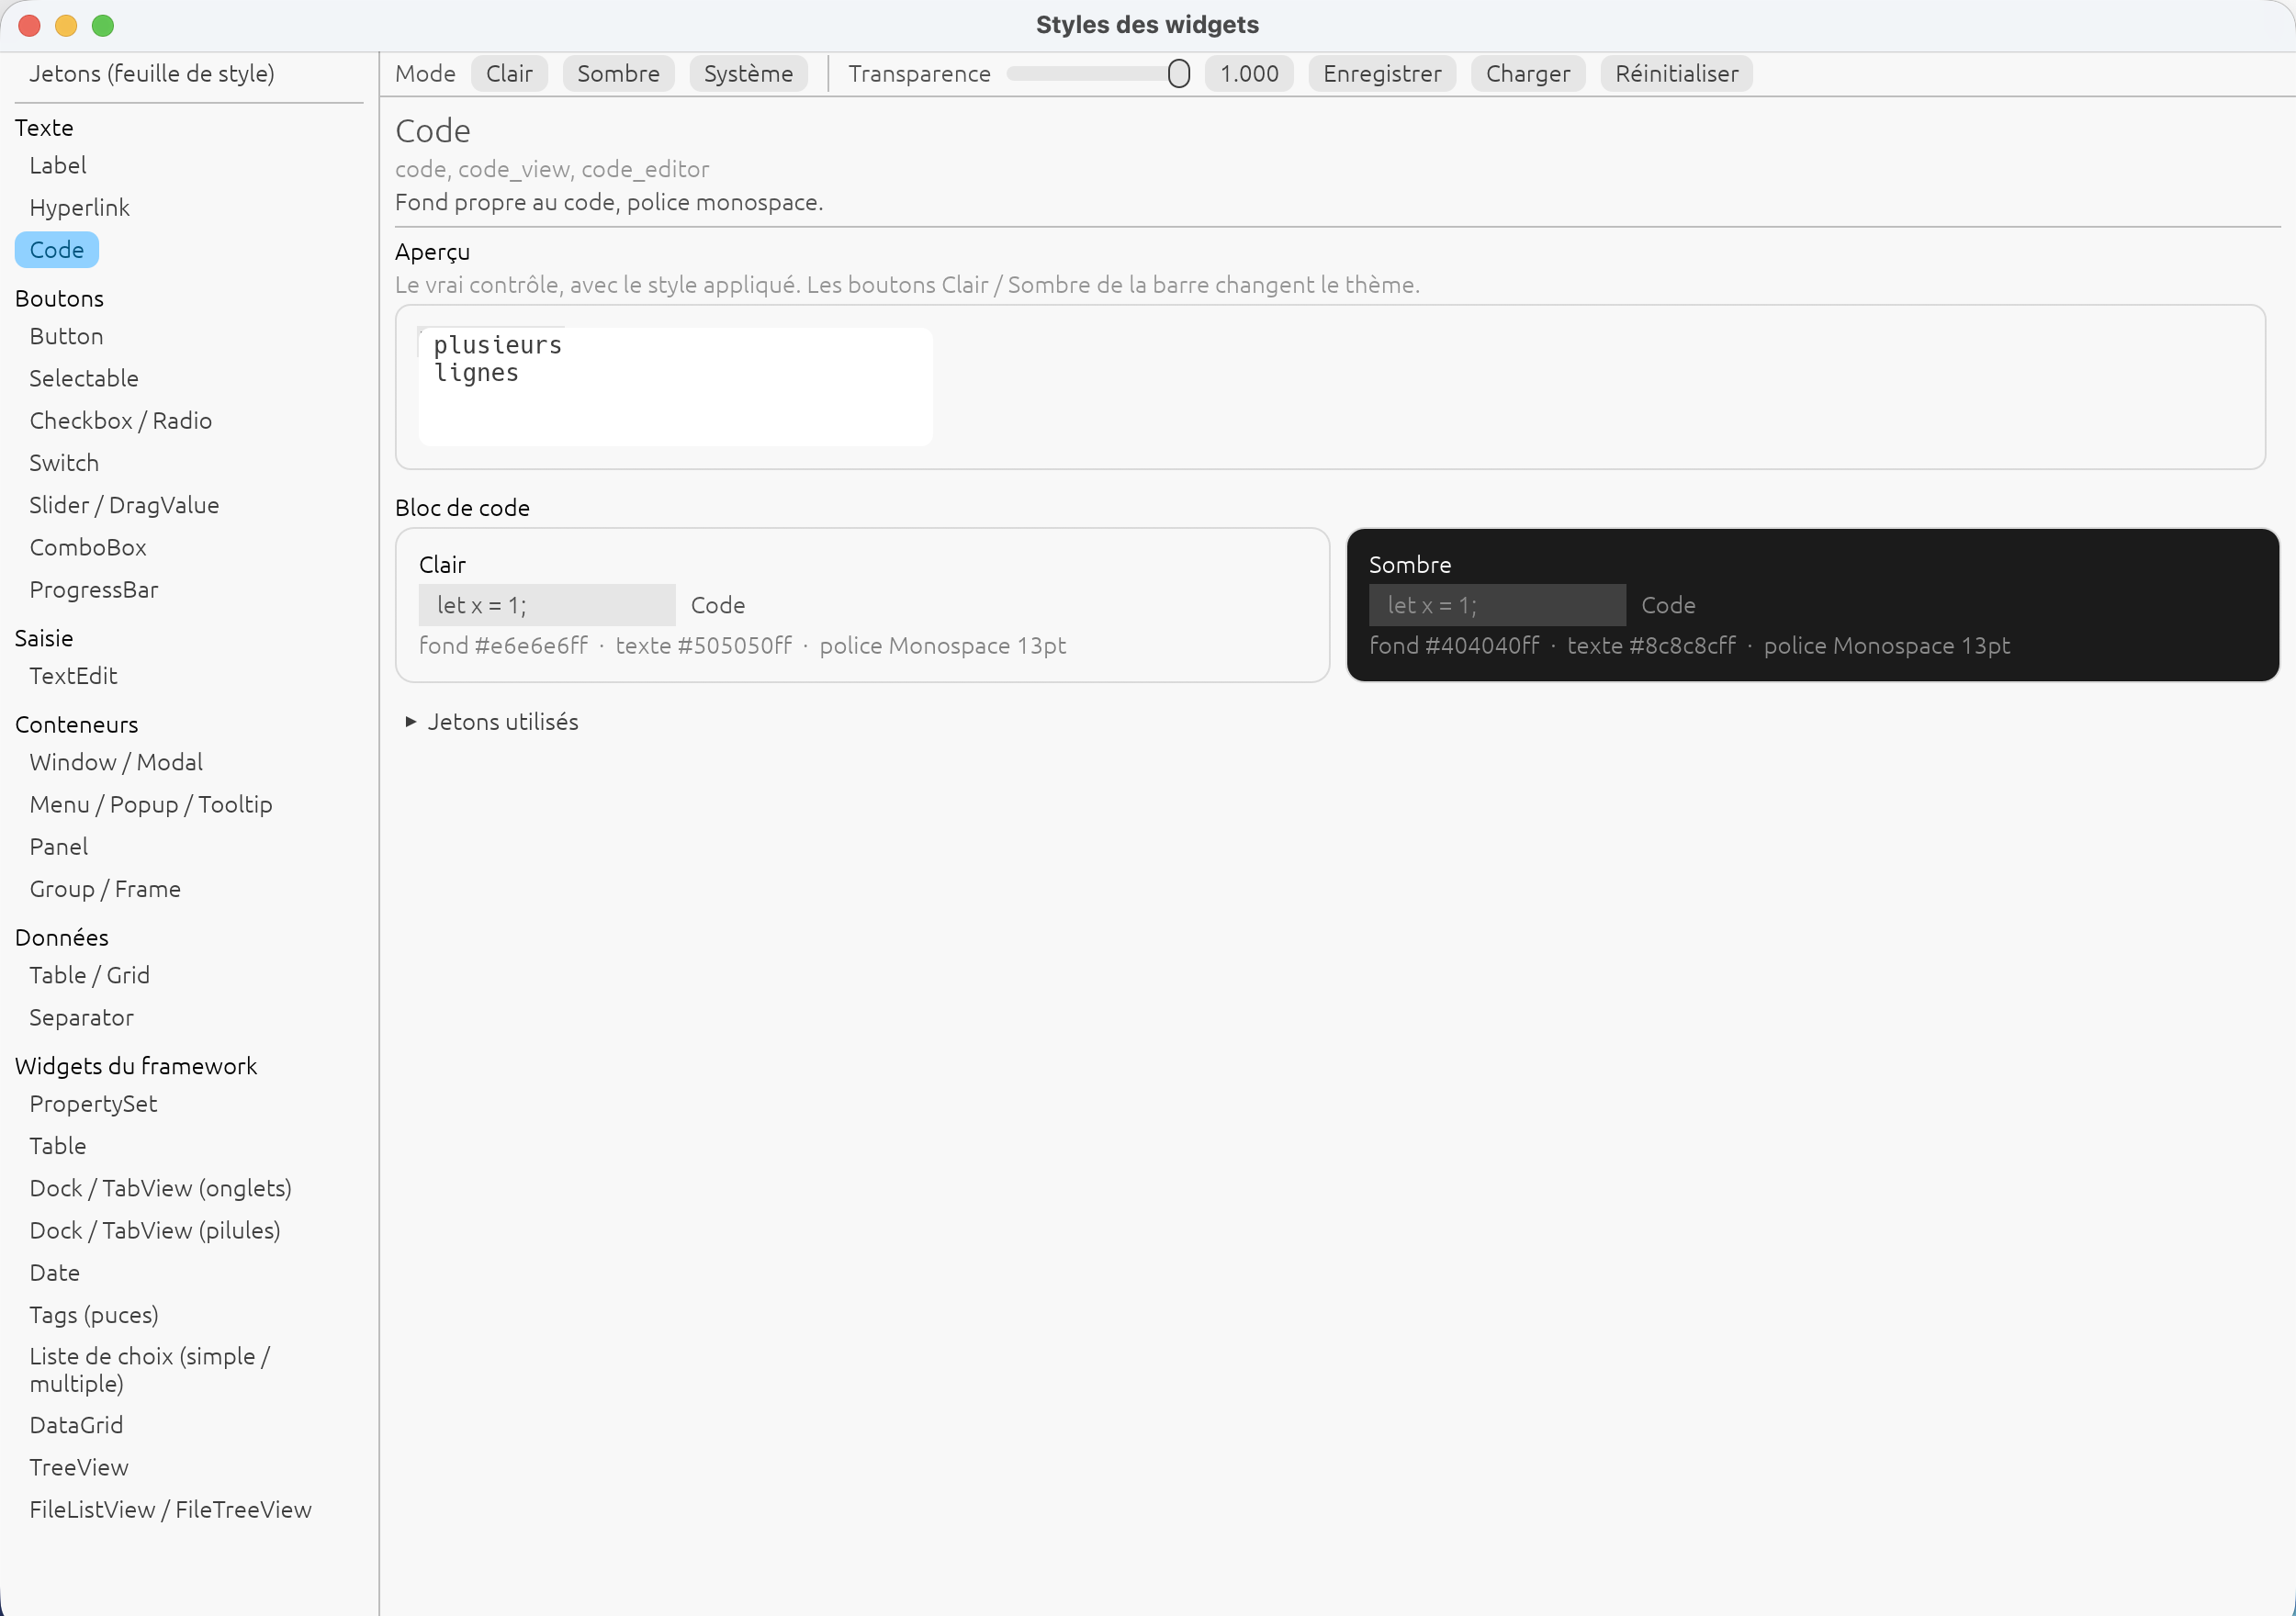 Styles des widgets
Jetons (feuille de style)
Texte
Label
Hyperlink
Code
Boutons
Button
Selectable
Checkbox / Radio
Switch
Slider / DragValue
ComboBox
ProgressBar
Saisie
TextEdit
Conteneurs
Window / Modal
Menu / Popup / Tooltip
Panel
Group / Frame
Données
Table / Grid
Separator
Widgets du framework
PropertySet
Table
Dock / TabView (onglets)
Dock / TabView (pilules)
Date
Tags (puces)
Liste de choix (simple /
multiple)
DataGrid
TreeView
FileListView / FileTreeView
Mode Clair Sombre Système Transparence 1.000 Enregistrer Charger Réinitialiser
Code
code, code_view, code_editor
Fond propre au code, police monospace.
Aperçu
Le vrai contrôle, avec le style appliqué. Les boutons Clair / Sombre de la barre changent le thème.
plusieurs
lignes
Bloc de code
Clair
let x = 1; Code
fond #e6e6e6ff · texte #505050ff · police Monospace 13pt
Sombre
let x = 1; Code
fond #404040ff · texte #8c8c8cff · police Monospace 13pt
Jetons utilisés